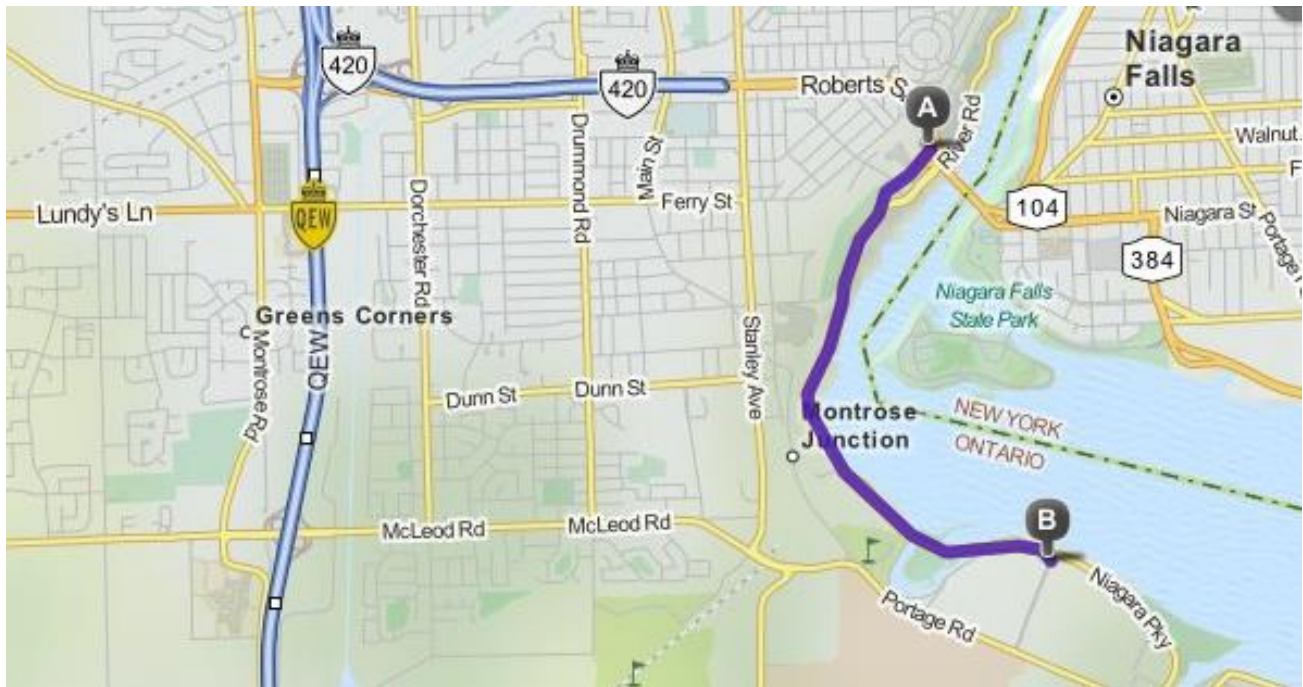 420
420
Roberts S
A
River Rd
Niagara
Falls
Walnut
F
Main St
Drummond Rd
Dorchester Rd
Lundy's Ln
QEW
Ferry St
104
Niagara St
384
Portage
Niagara Falls
State Park
Greens Corners
Montrose Rd
QEW
Stanley Ave
Dunn St
Dunn St
Montrose
Junction
NEW YORK
ONTARIO
McLeod Rd
McLeod Rd
B
Niagara Pky
Portage Rd